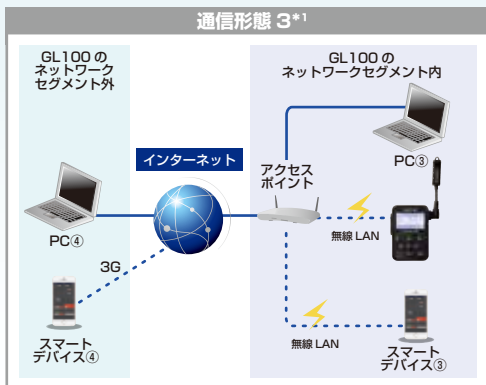 通信形態 3*1
GL100 の
ネットワーク
セグメント外
GL100 の
ネットワークセグメント内
インターネット
アクセス
ポイント
PC③
PC④
無線 LAN
3G
スマート
デバイス④
無線 LAN
スマート
デバイス③